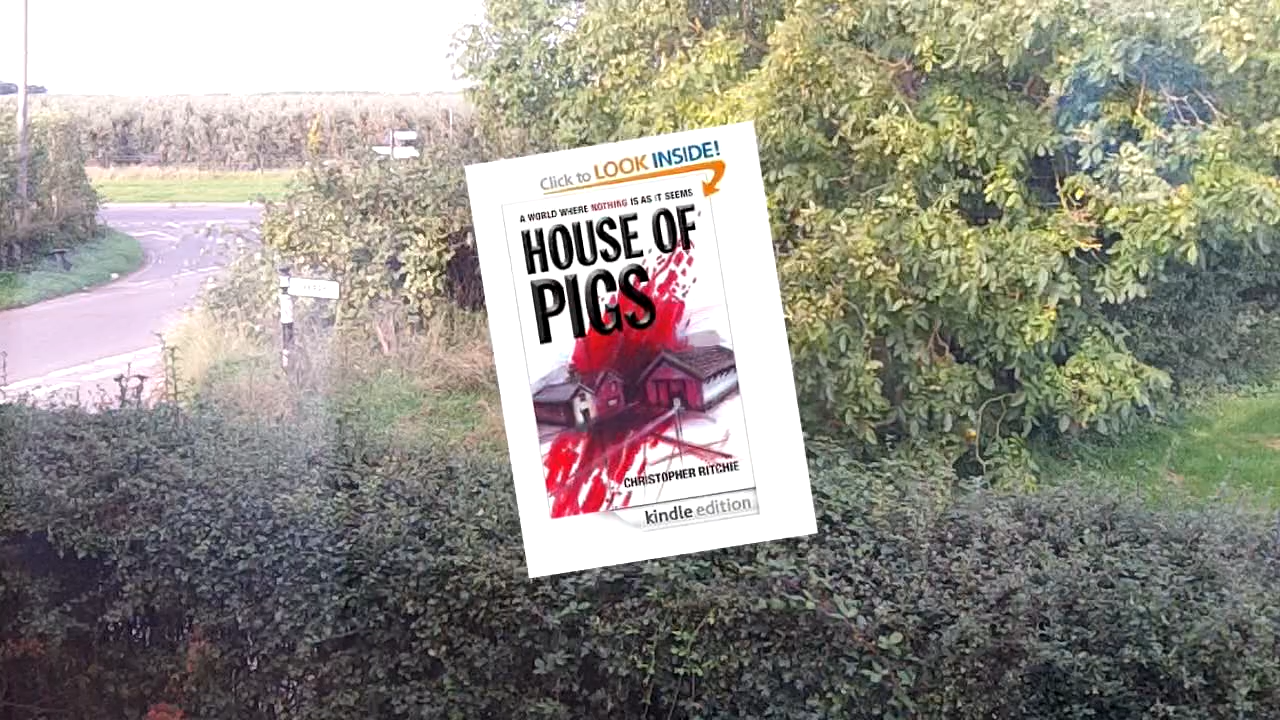 Click to LOOK INSIDE!
A WORLD WHERE NOTHING IS AS IT SEEMS
HOUSE OF
PIGS
CHRISTOPHER RITCHIE
kindle edition